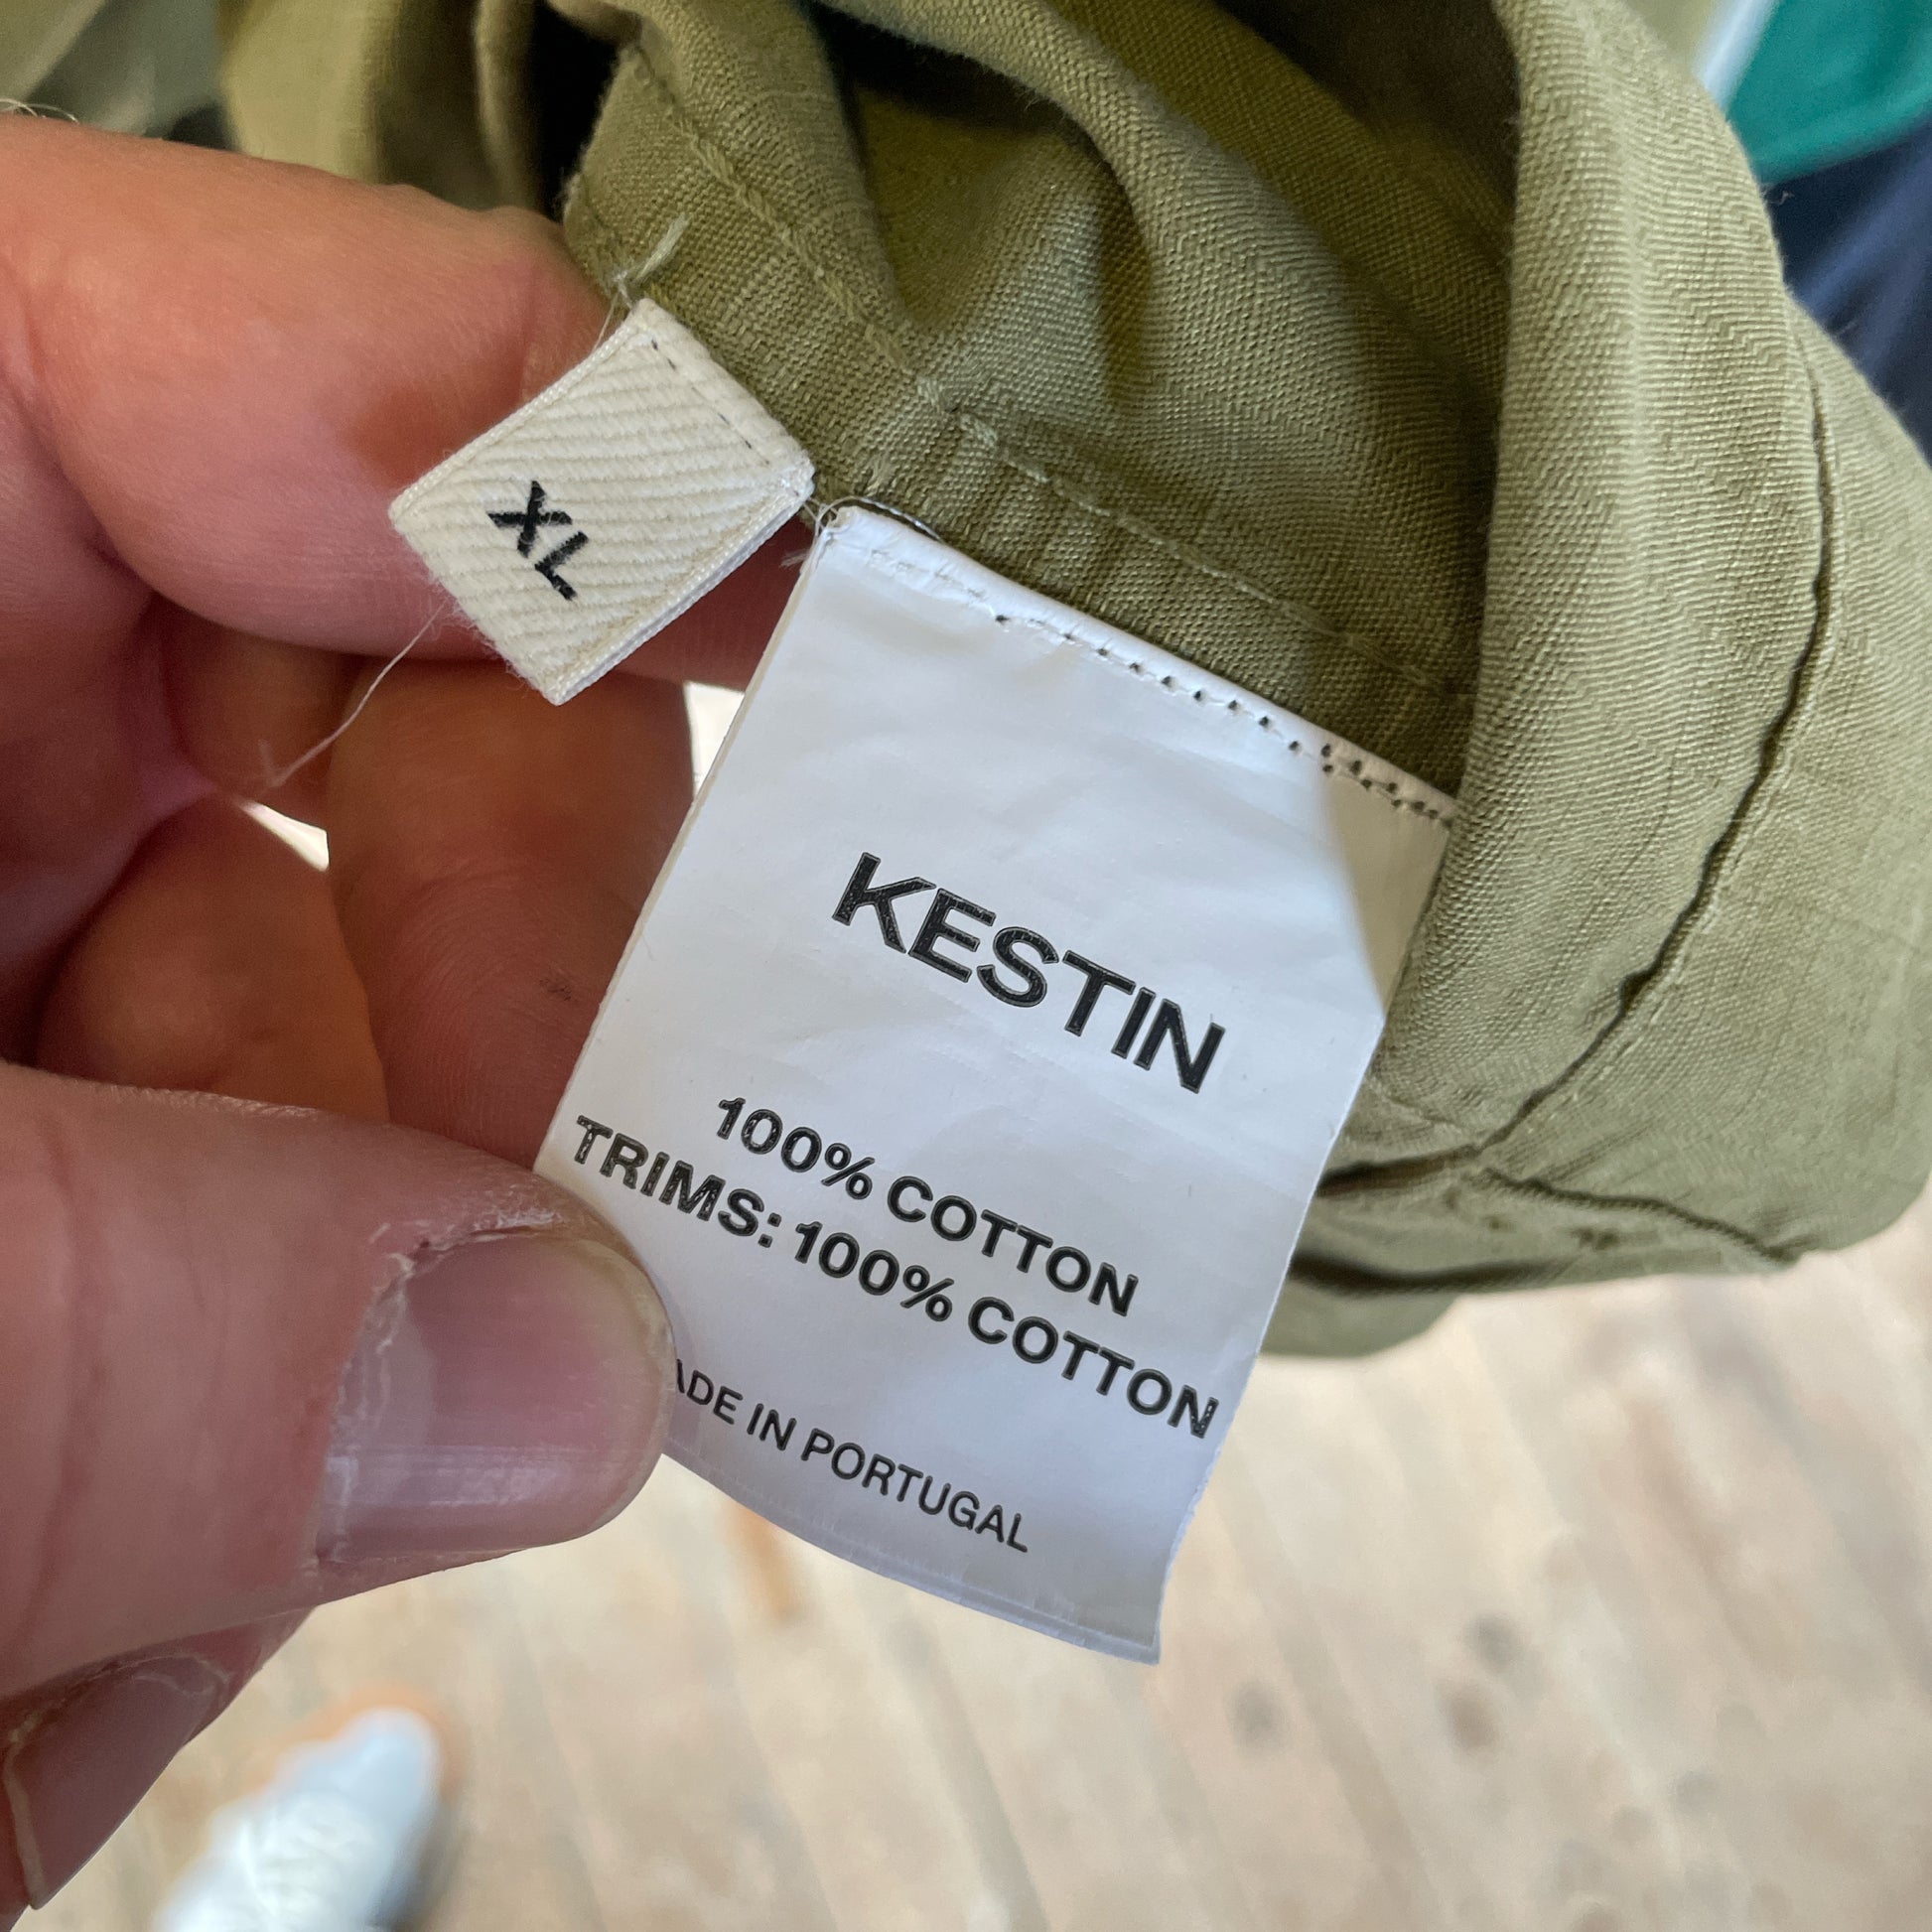 XL
KESTIN
100% COTTON
TRIMS: 100% COTTON
ADE IN PORTUGAL